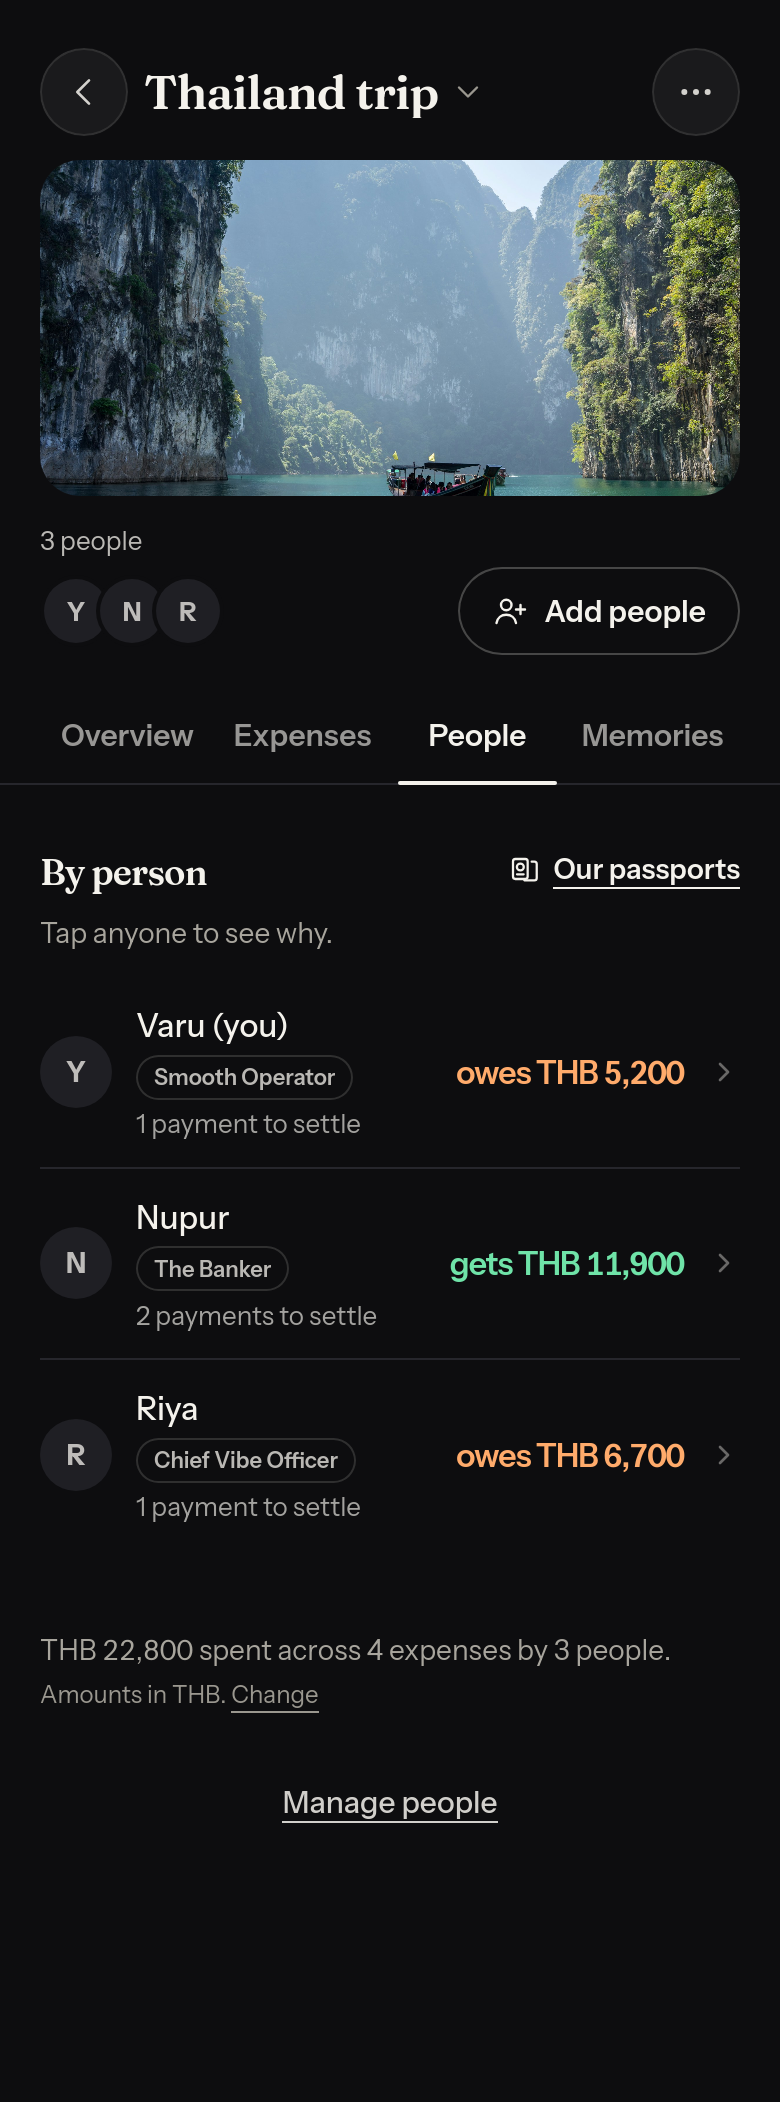 Thailand trip
3 people
Y N R
Add people
Overview Expenses People Memories
By person
Our passports
Tap anyone to see why.
Y
Varu (you)
Smooth Operator
1 payment to settle
owes THB 5,200
N
Nupur
The Banker
2 payments to settle
gets THB 11,900
R
Riya
Chief Vibe Officer
1 payment to settle
owes THB 6,700
THB 22,800 spent across 4 expenses by 3 people.
Amounts in THB. Change
Manage people